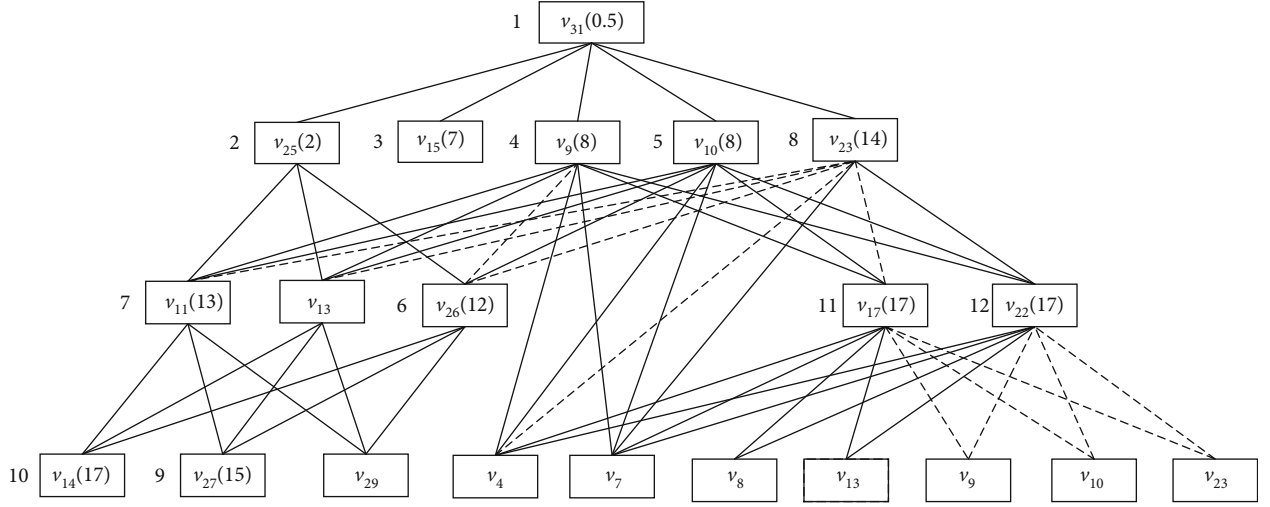 1 v₃₁(0.5)
2 v₂₅(2) 3 v₁₅(7) 4 v₉(8) 5 v₁₀(8) 8 v₂₃(14)
7 v₁₁(13) v₁₃ 6 v₂₆(12) 11 v₁₇(17) 12 v₂₂(17)
10 v₁₄(17) 9 v₂₇(15) v₂₉ v₄ v₇ v₈ v₁₃ v₉ v₁₀ v₂₃